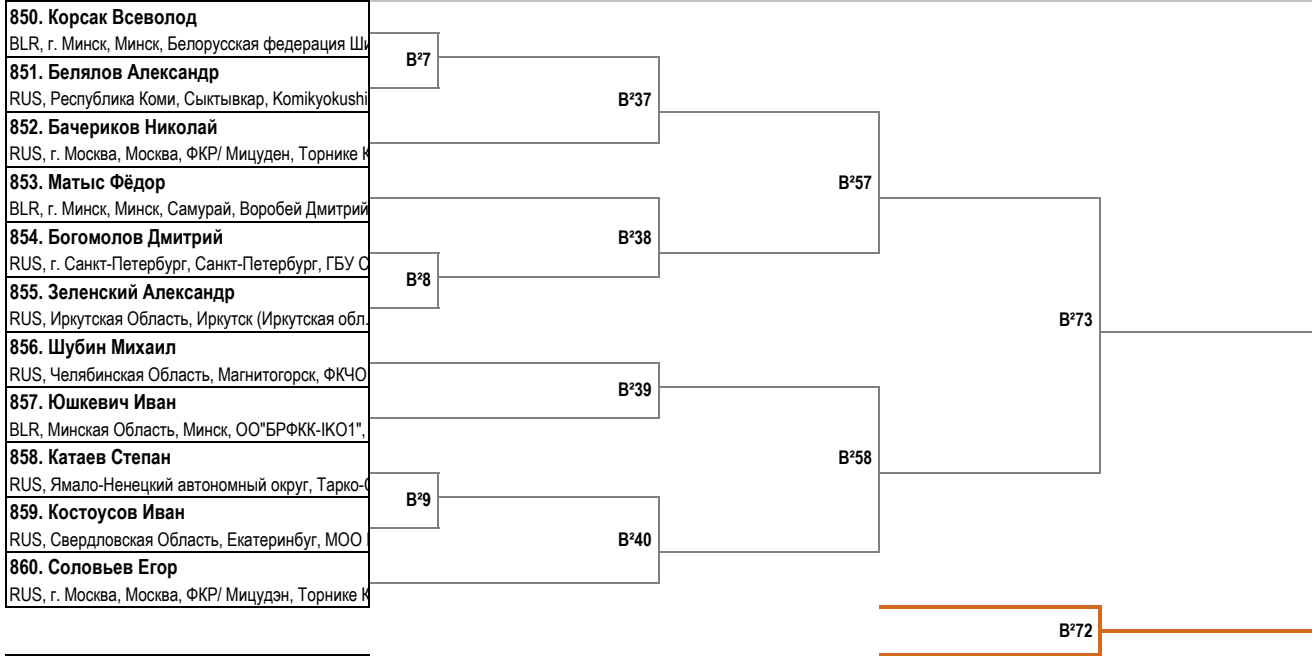 850. Корсак Всеволод
BLR, г. Минск, Минск, Белорусская федерация Ши
B²7
851. Белялов Александр
RUS, Республика Коми, Сыктывкар, Komikyokushi
B²37
852. Бачериков Николай
RUS, г. Москва, Москва, ФКР/ Мицуден, Торнике К
853. Матыс Фёдор
B²57
BLR, г. Минск, Минск, Самурай, Воробей Дмитрий
854. Богомолов Дмитрий
B²38
RUS, г. Санкт-Петербург, Санкт-Петербург, ГБУ С
B²8
855. Зеленский Александр
RUS, Иркутская Область, Иркутск (Иркутская обл.
B²73
856. Шубин Михаил
RUS, Челябинская Область, Магнитогорск, ФКЧО
B²39
857. Юшкевич Иван
BLR, Минская Область, Минск, ОО"БРФКК-IKO1",
858. Катаев Степан
B²58
RUS, Ямало-Ненецкий автономный округ, Тарко-С
B²9
859. Костоусов Иван
RUS, Свердловская Область, Екатеринбуг, МОО
B²40
860. Соловьев Егор
RUS, г. Москва, Москва, ФКР/ Мицудэн, Торнике К
B²72